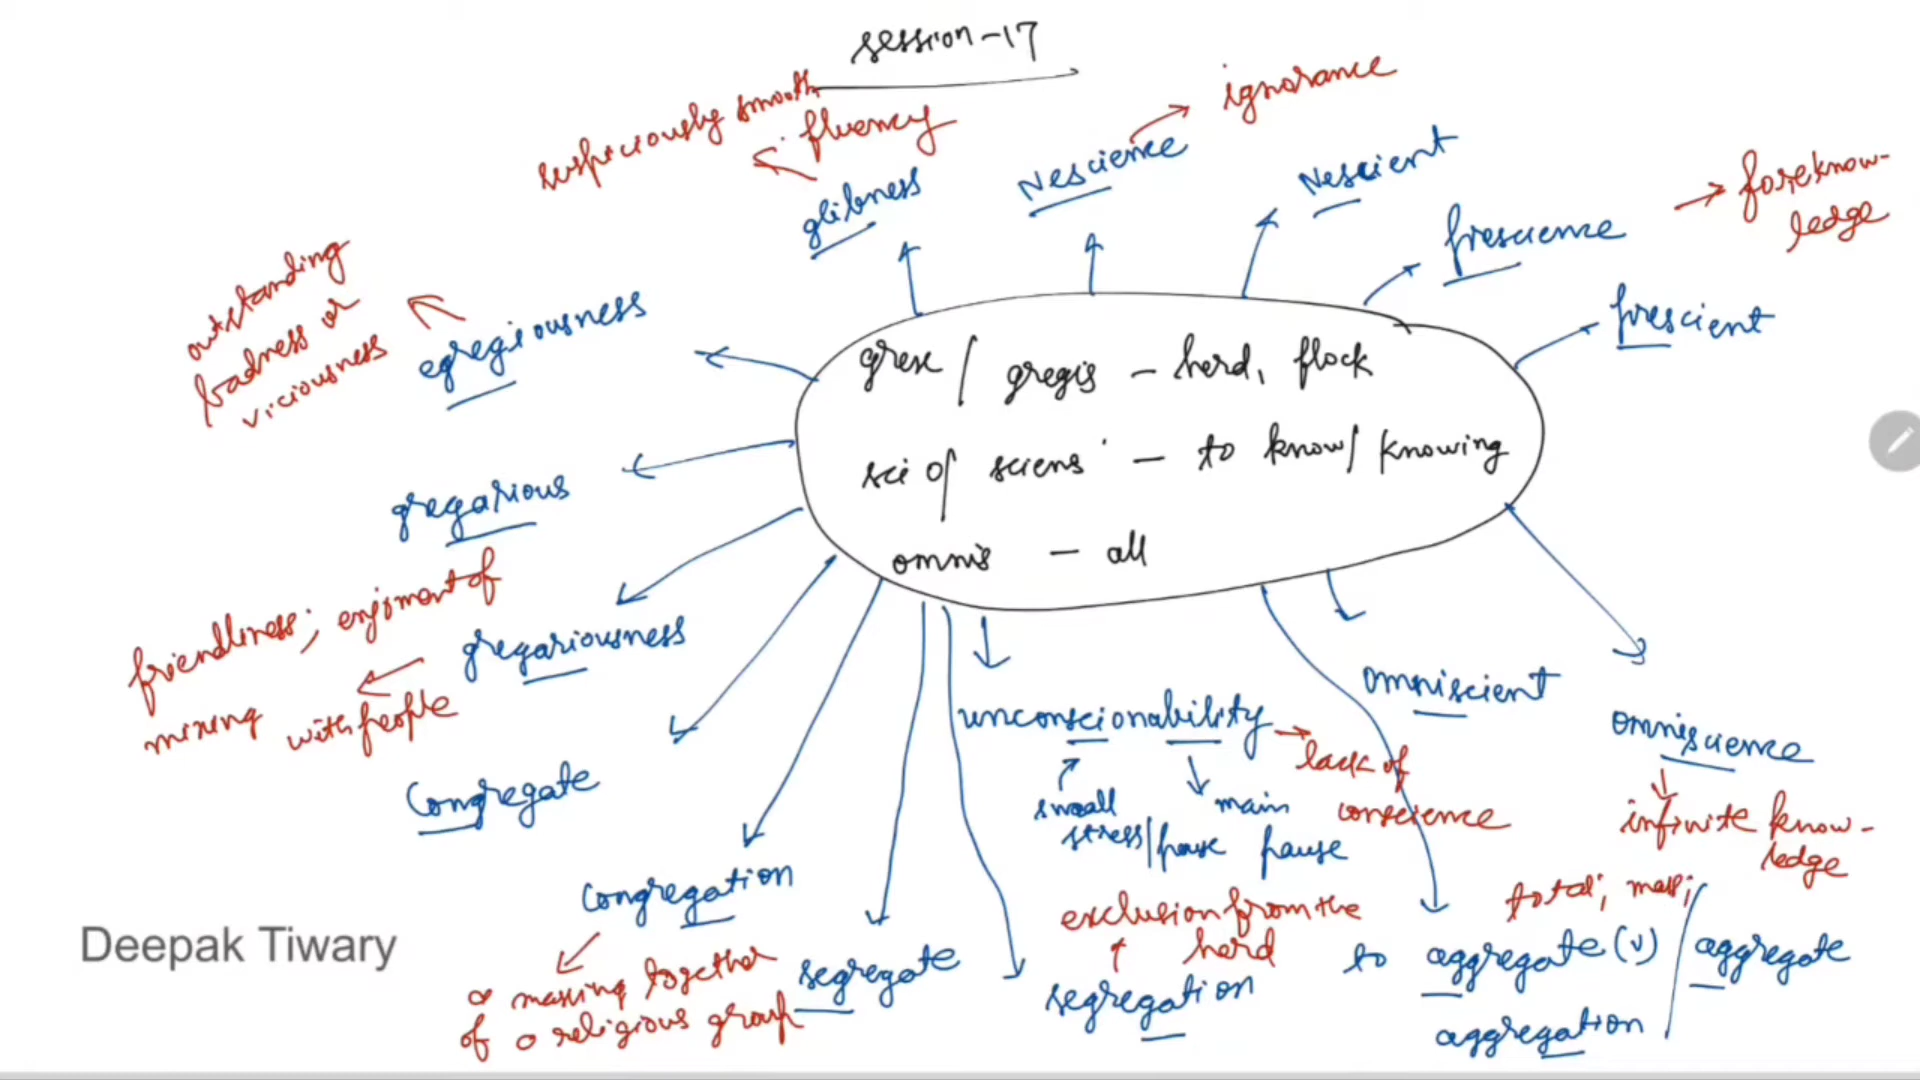 session-17
suspiciously smooth
fluency
glibness
Nescience
ignorance
Nescient
prescience
foreknow-
ledge
prescient
outstanding
badness or
viciousness
egregiousness
grex / gregis - herd, flock
sci of sciens - to know/ knowing
omnis - all
gregarious
friendliness; enjoment of
mixing with people
gregariousness
Congregate
Congregation
a massing together
of a religious group
segregate
unconscionability
lack of
conscience
small
stress/pause
main
pause
exclusion from the
herd
segregation
omniscient
omniscience
infinite know-
ledge
total; mass;
to aggregate (v)
aggregate
aggregation
Deepak Tiwary